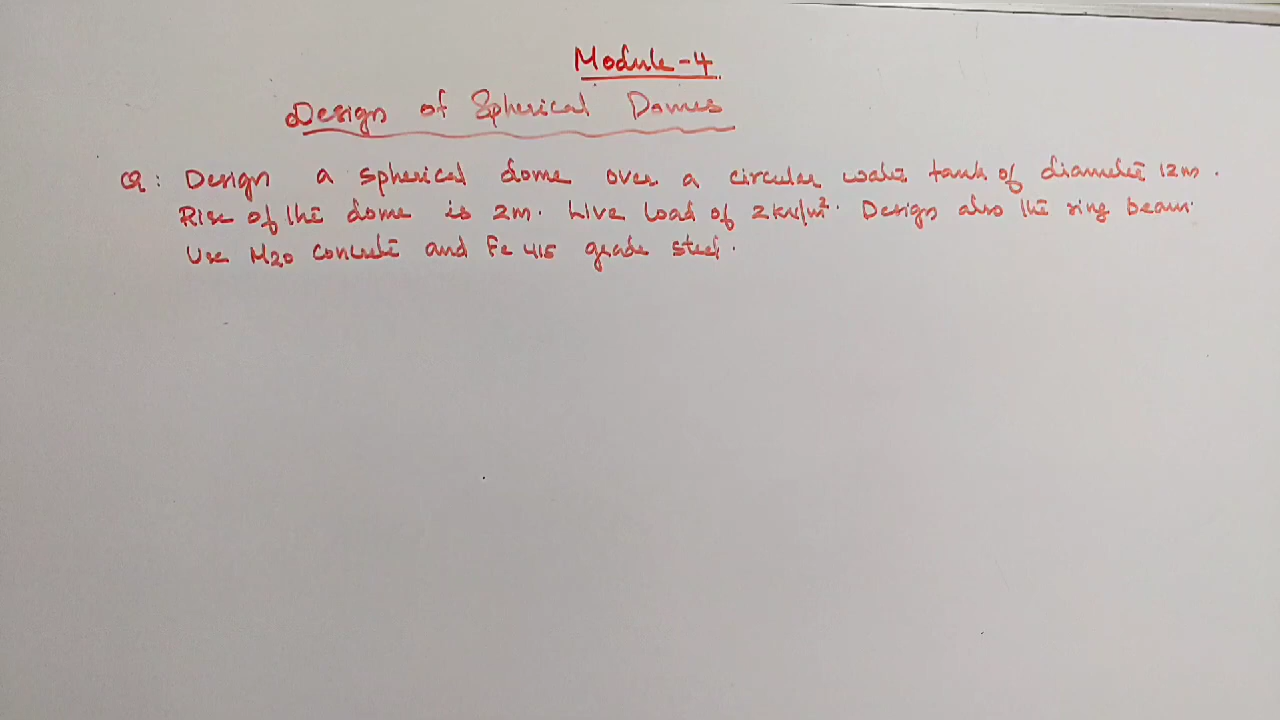 Module-4
Design of Spherical Domes
Q: Design a spherical dome over a circular water tank of diameter 12m.
Rise of the dome is 2m. Live load of 2kN/m². Design also the ring beam.
Use M20 concrete and Fe 415 grade steel.